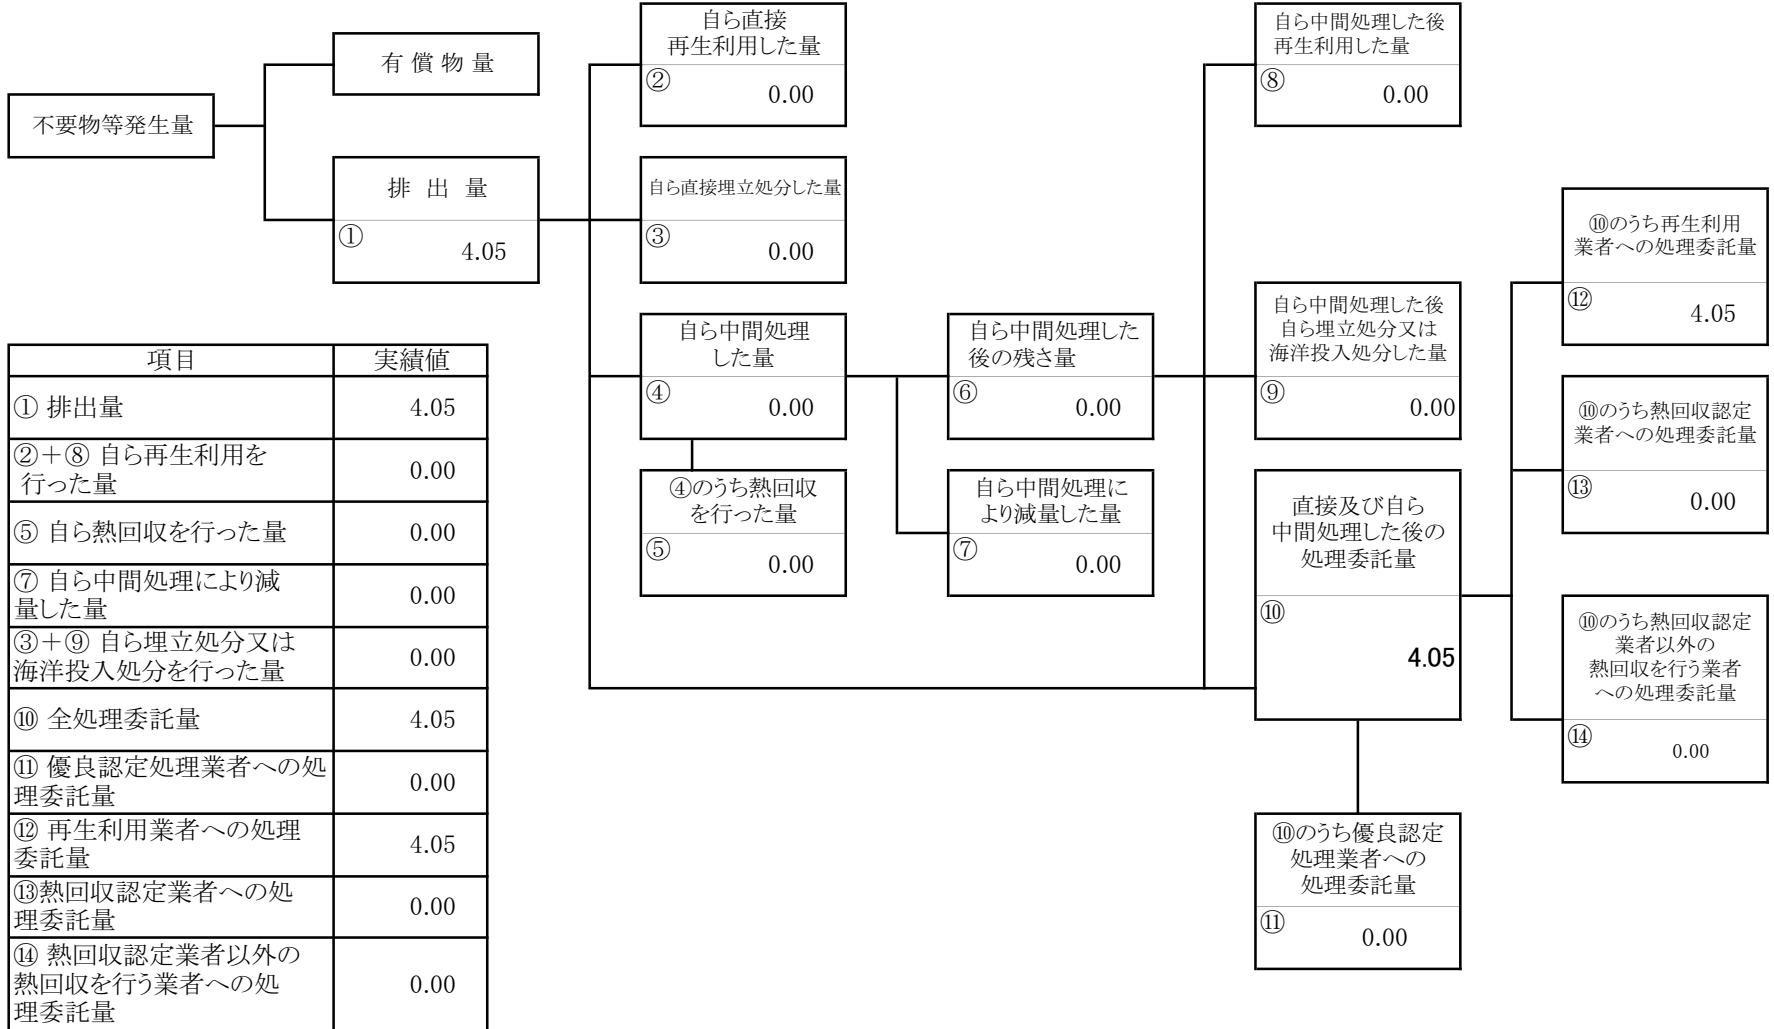 不要物等発生量
有 償 物 量
排 出 量
①
4.05
自ら直接
再生利用した量
②
0.00
自ら直接埋立処分した量
③
0.00
自ら中間処理
した量
④
0.00
④のうち熱回収
を行った量
⑤
0.00
自ら中間処理した
後の残さ量
⑥
0.00
自ら中間処理に
より減量した量
⑦
0.00
自ら中間処理した後
再生利用した量
⑧
0.00
自ら中間処理した後
自ら埋立処分又は
海洋投入処分した量
⑨
0.00
直接及び自ら
中間処理した後の
処理委託量
⑩
4.05
⑩のうち優良認定
処理業者への
処理委託量
⑪
0.00
⑩のうち再生利用
業者への処理委託量
⑫
4.05
⑩のうち熱回収認定
業者への処理委託量
⑬
0.00
⑩のうち熱回収認定
業者以外の
熱回収を行う業者
への処理委託量
⑭
0.00
項目 実績値
① 排出量 4.05
②+⑧ 自ら再生利用を
行った量 0.00
⑤ 自ら熱回収を行った量 0.00
⑦ 自ら中間処理により減
量した量 0.00
③+⑨ 自ら埋立処分又は
海洋投入処分を行った量 0.00
⑩ 全処理委託量 4.05
⑪ 優良認定処理業者への処
理委託量 0.00
⑫ 再生利用業者への処理
委託量 4.05
⑬熱回収認定業者への処
理委託量 0.00
⑭ 熱回収認定業者以外の
熱回収を行う業者への処
理委託量 0.00